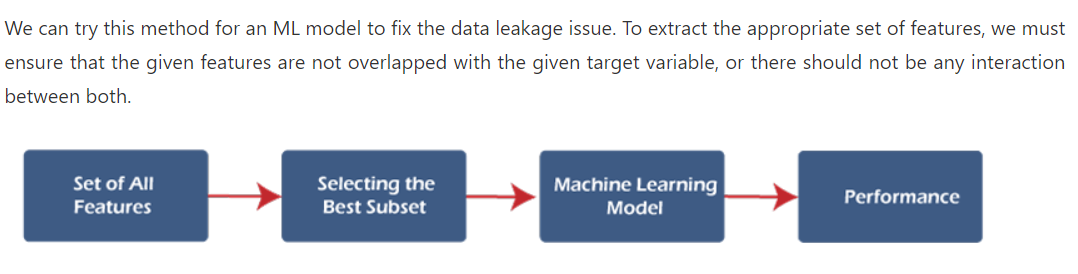 We can try this method for an ML model to fix the data leakage issue. To extract the appropriate set of features, we must
ensure that the given features are not overlapped with the given target variable, or there should not be any interaction
between both.
Set of All
Features
Selecting the
Best Subset
Machine Learning
Model
Performance